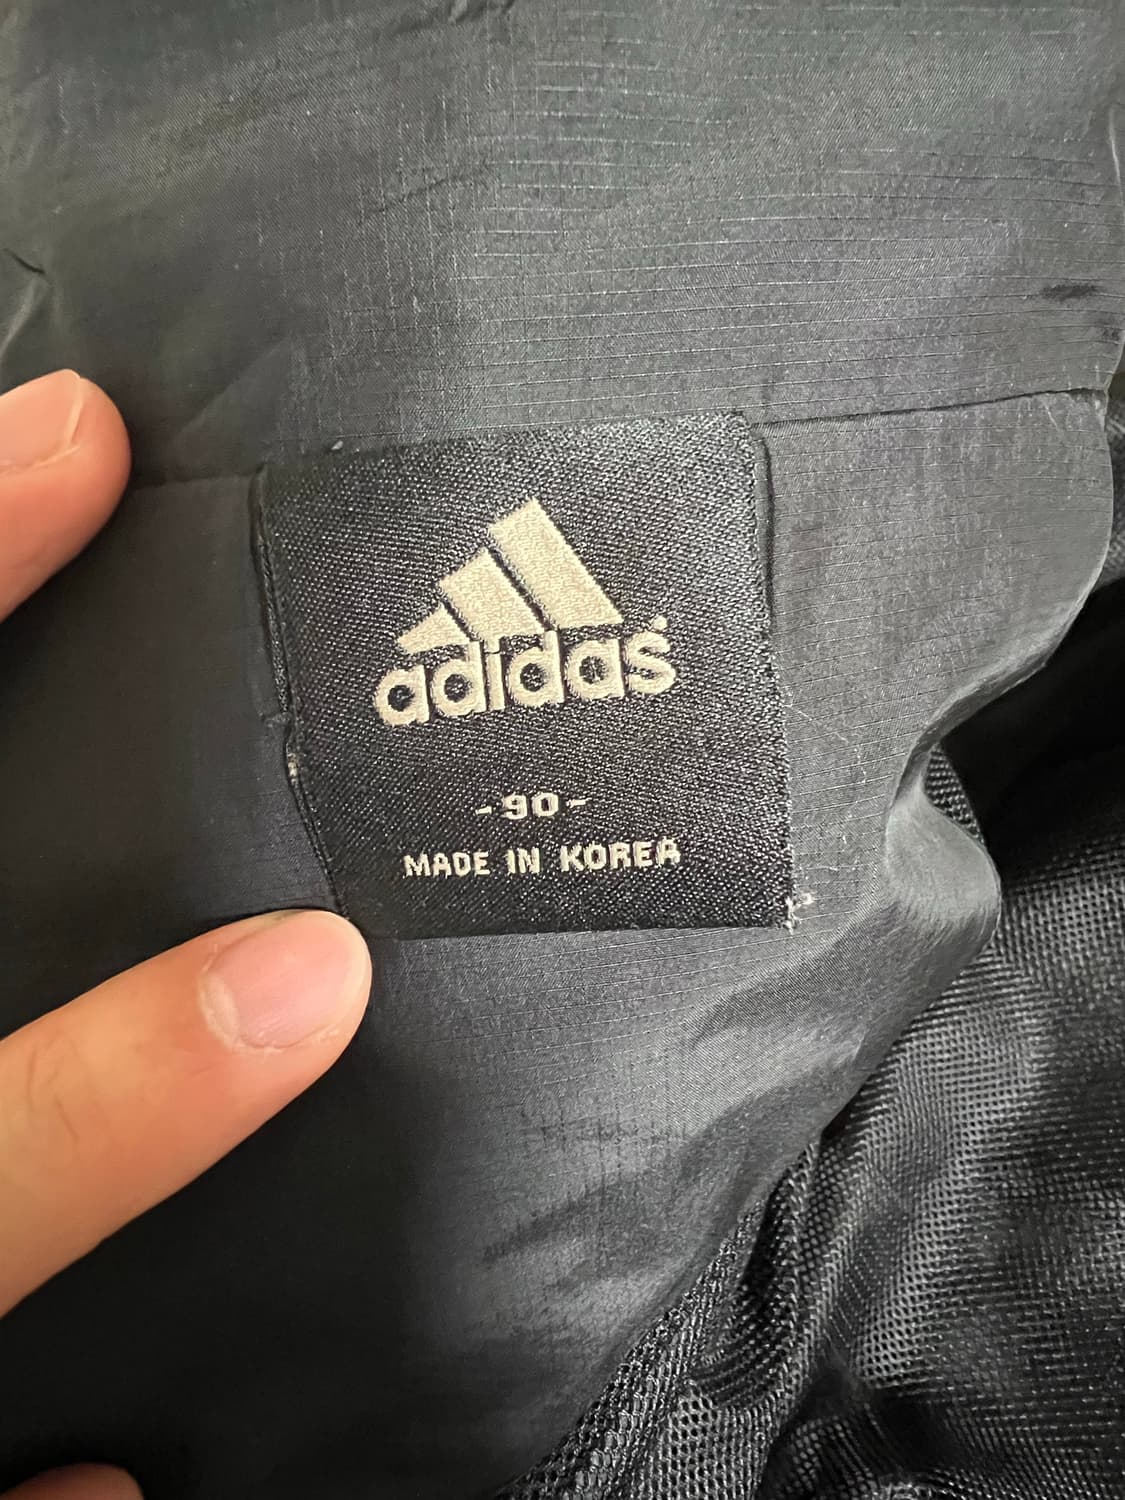 adidas
-90-
MADE IN KOREA